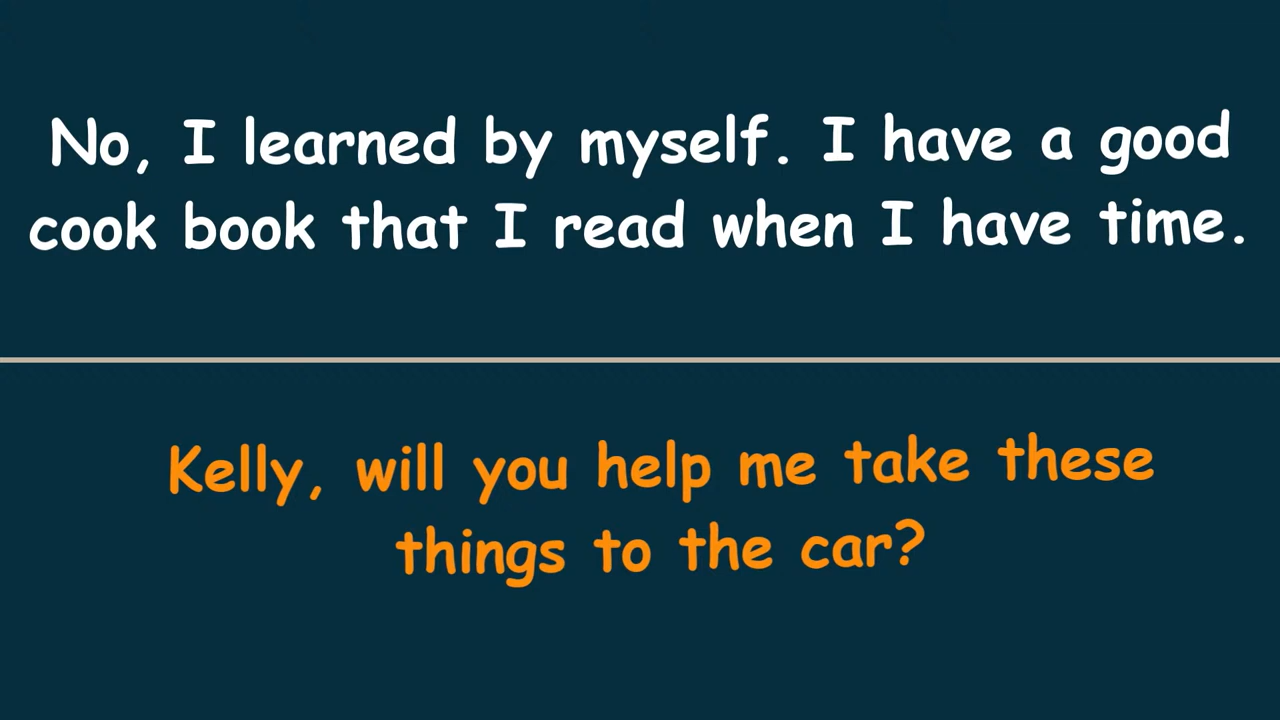 No, I learned by myself. I have a good
cook book that I read when I have time.
Kelly, will you help me take these
things to the car?